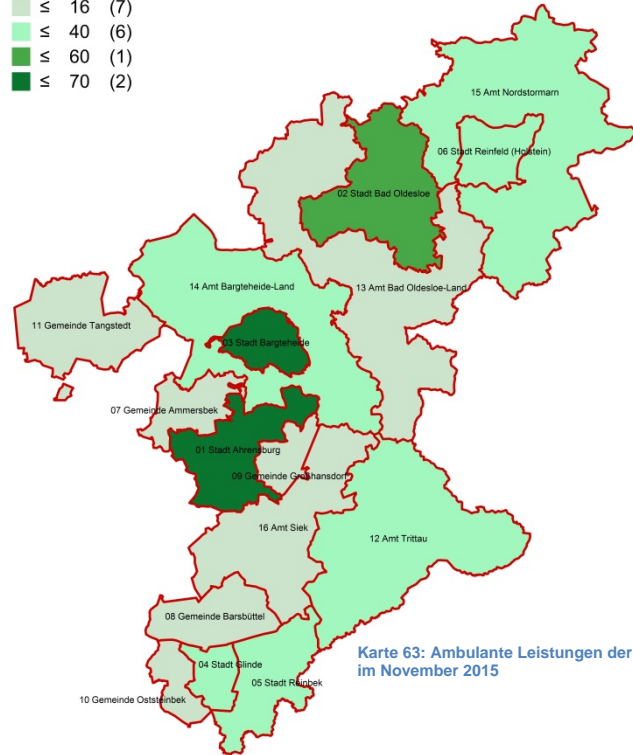 ≤ 16 (7)
≤ 40 (6)
≤ 60 (1)
≤ 70 (2)
15 Amt Nordstormarn
06 Stadt Reinfeld (Holstein)
02 Stadt Bad Oldesloe
14 Amt Bargteheide-Land
13 Amt Bad Oldesloe-Land
11 Gemeinde Tangstedt
03 Stadt Bargteheide
07 Gemeinde Ammersbek
01 Stadt Ahrensburg
09 Gemeinde Großhansdorf
16 Amt Siek
12 Amt Trittau
08 Gemeinde Barsbüttel
Karte 63: Ambulante Leistungen der
im November 2015
04 Stadt Glinde
05 Stadt Reinbek
10 Gemeinde Oststeinbek